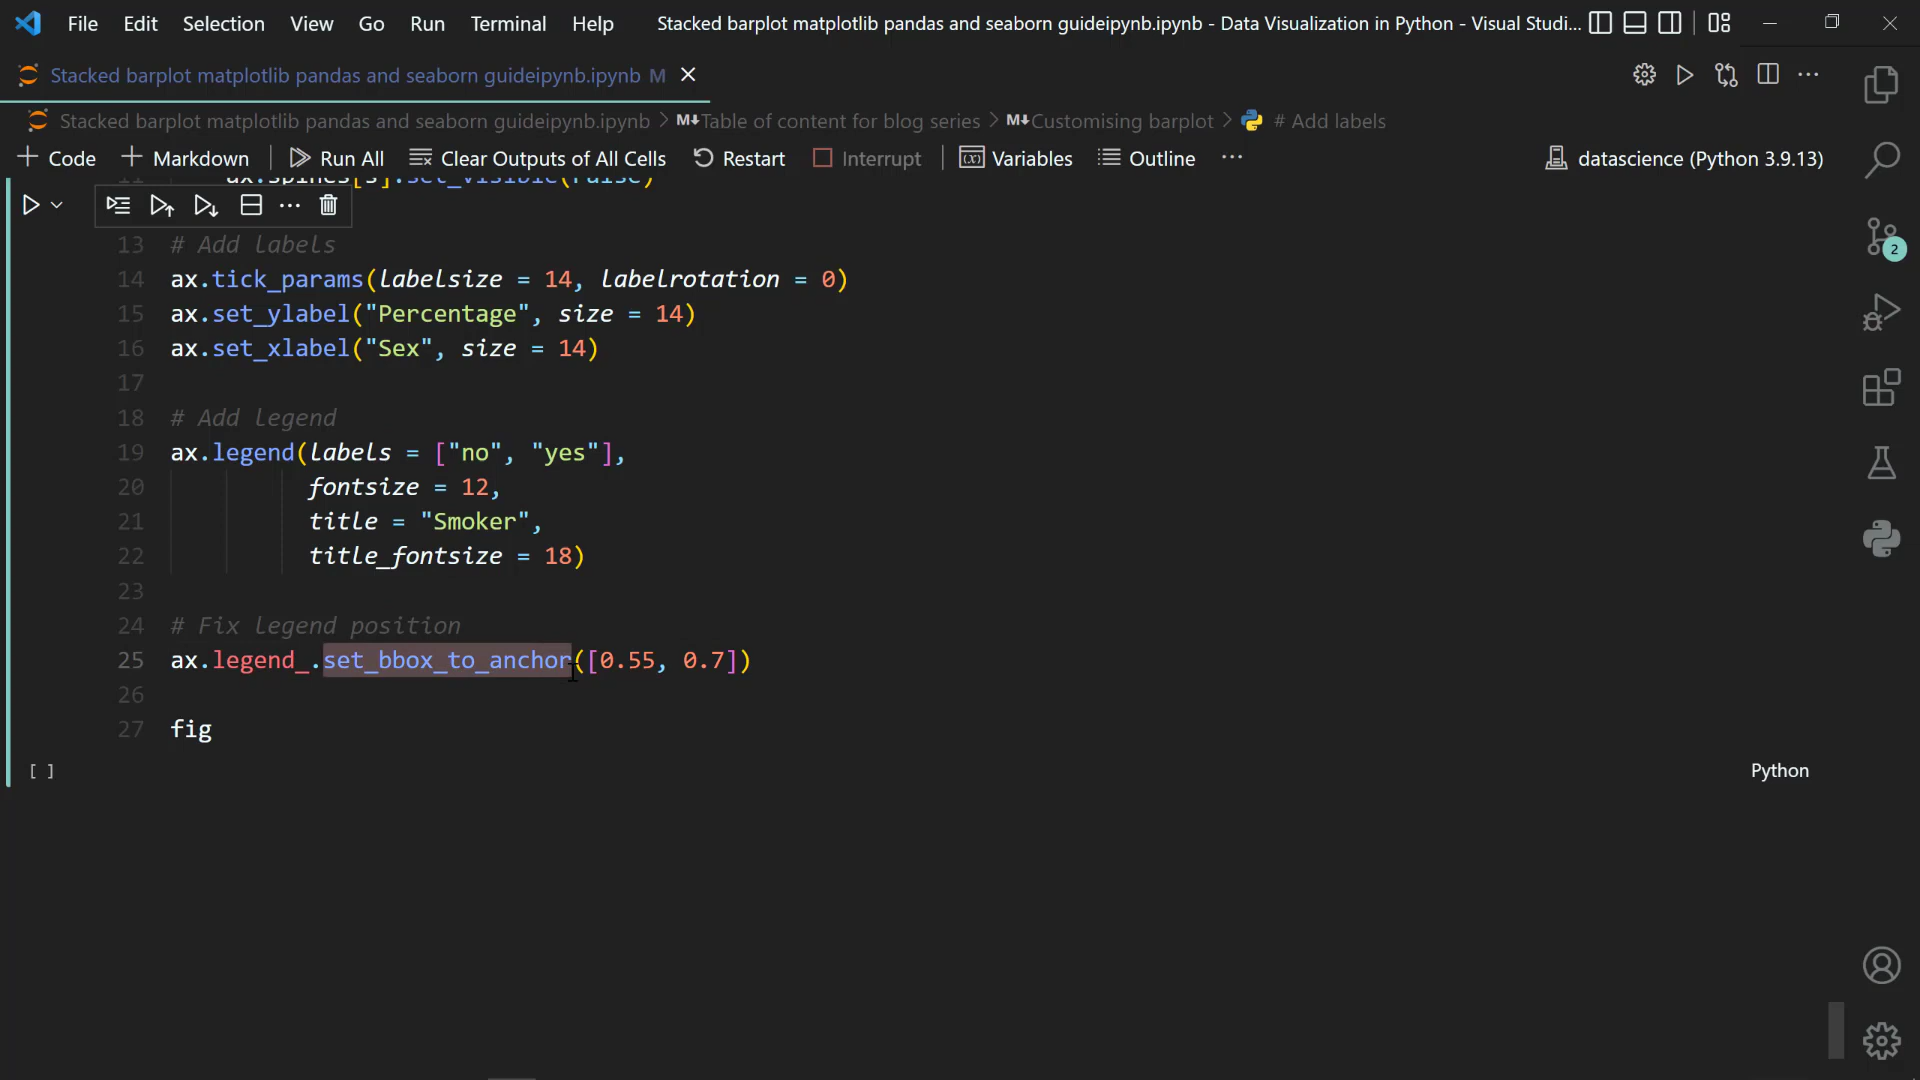 File Edit Selection View Go Run Terminal Help Stacked barplot matplotlib pandas and seaborn guideipynb.ipynb - Data Visualization in Python - Visual Studi...
Stacked barplot matplotlib pandas and seaborn guideipynb.ipynb M
Stacked barplot matplotlib pandas and seaborn guideipynb.ipynb > M↓Table of content for blog series > M↓Customising barplot > # Add labels
+ Code + Markdown | Run All Clear Outputs of All Cells Restart Interrupt | Variables Outline ... datascience (Python 3.9.13)
11 ax.spines[s].set_visible(False)
13 # Add labels
14 ax.tick_params(labelsize = 14, labelrotation = 0)
15 ax.set_ylabel("Percentage", size = 14)
16 ax.set_xlabel("Sex", size = 14)
17
18 # Add legend
19 ax.legend(labels = ["no", "yes"],
20 fontsize = 12,
21 title = "Smoker",
22 title_fontsize = 18)
23
24 # Fix legend position
25 ax.legend_.set_bbox_to_anchor([0.55, 0.7])
26
27 fig
[ ] Python
2